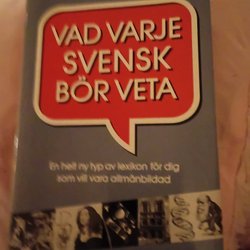 VAD VARJE
SVENSK
BÖR VETA
En helt ny typ av lexikon för dig
som vill vara allmänbildad